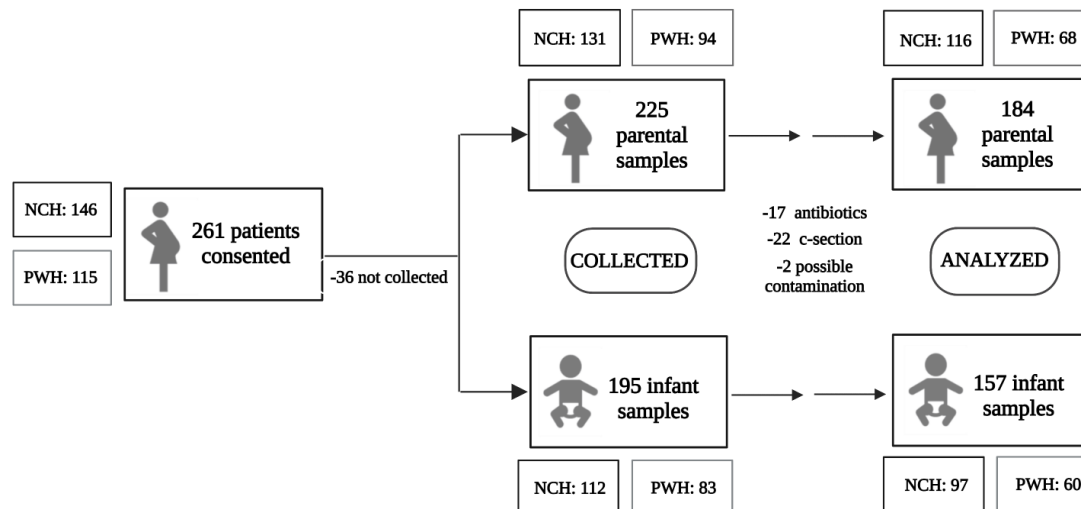 NCH: 146
PWH: 115
261 patients
consented
-36 not collected
NCH: 131
PWH: 94
225
parental
samples
COLLECTED
195 infant
samples
NCH: 112
PWH: 83
-17 antibiotics
-22 c-section
-2 possible
contamination
NCH: 116
PWH: 68
184
parental
samples
ANALYZED
157 infant
samples
NCH: 97
PWH: 60